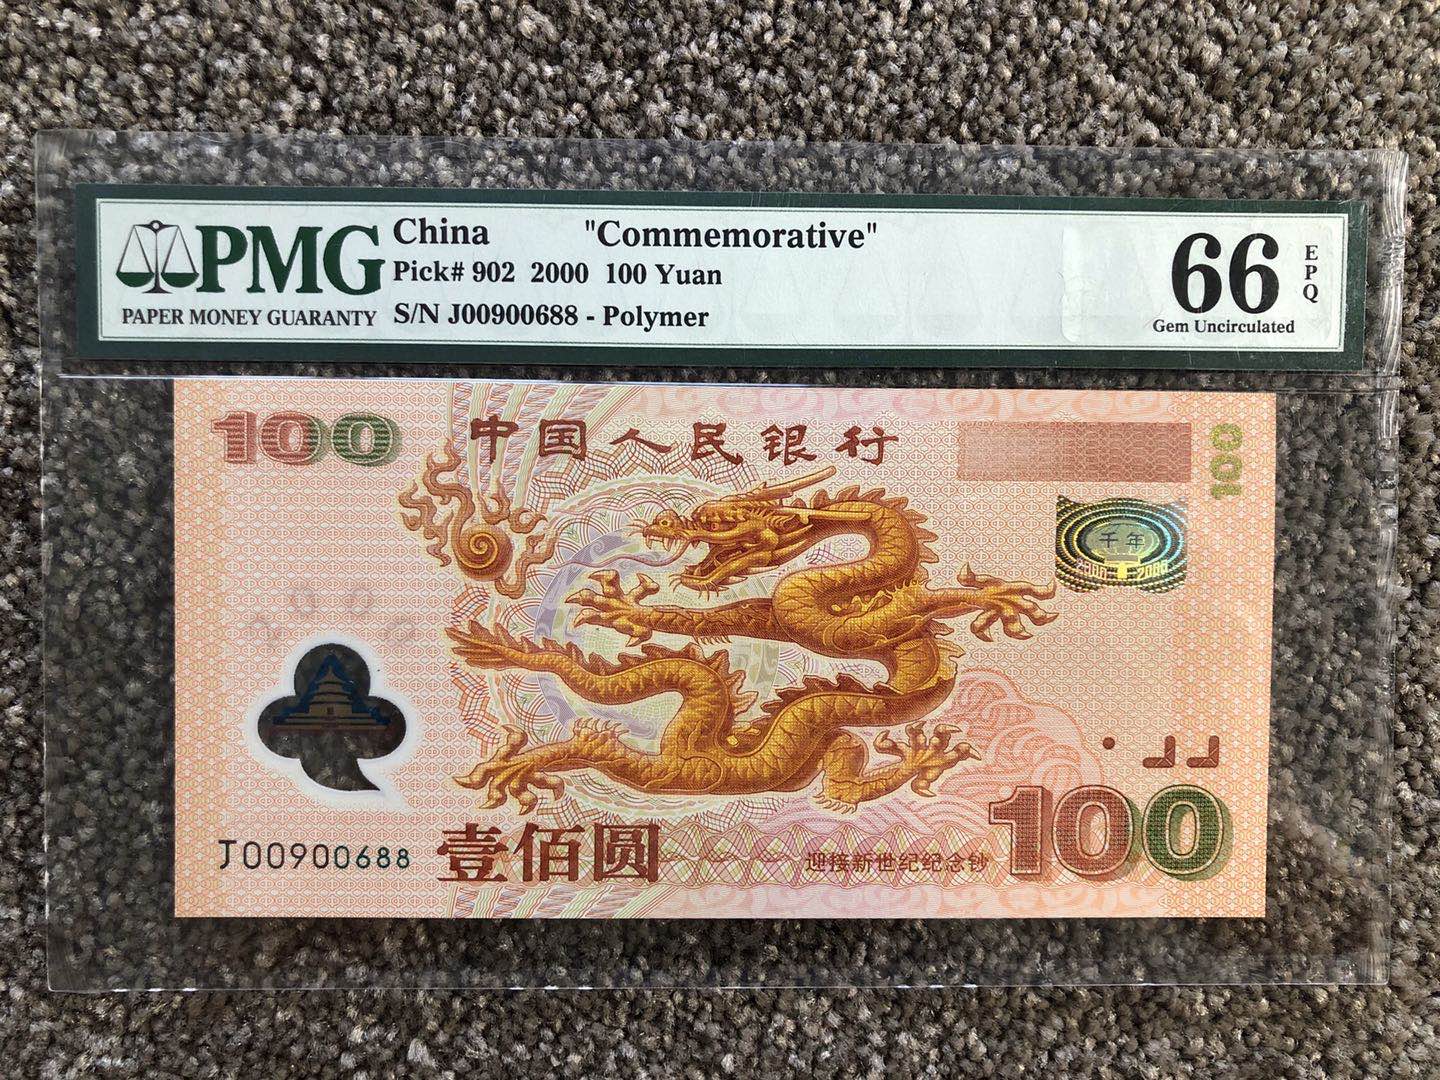 PMG
PAPER MONEY GUARANTY
China "Commemorative"
Pick# 902 2000 100 Yuan
S/N J00900688 - Polymer
66
EPQ
Gem Uncirculated
100
中国人民银行
100
千年
2000 2000
J00900688
壹佰圆
迎接新世纪纪念钞
100